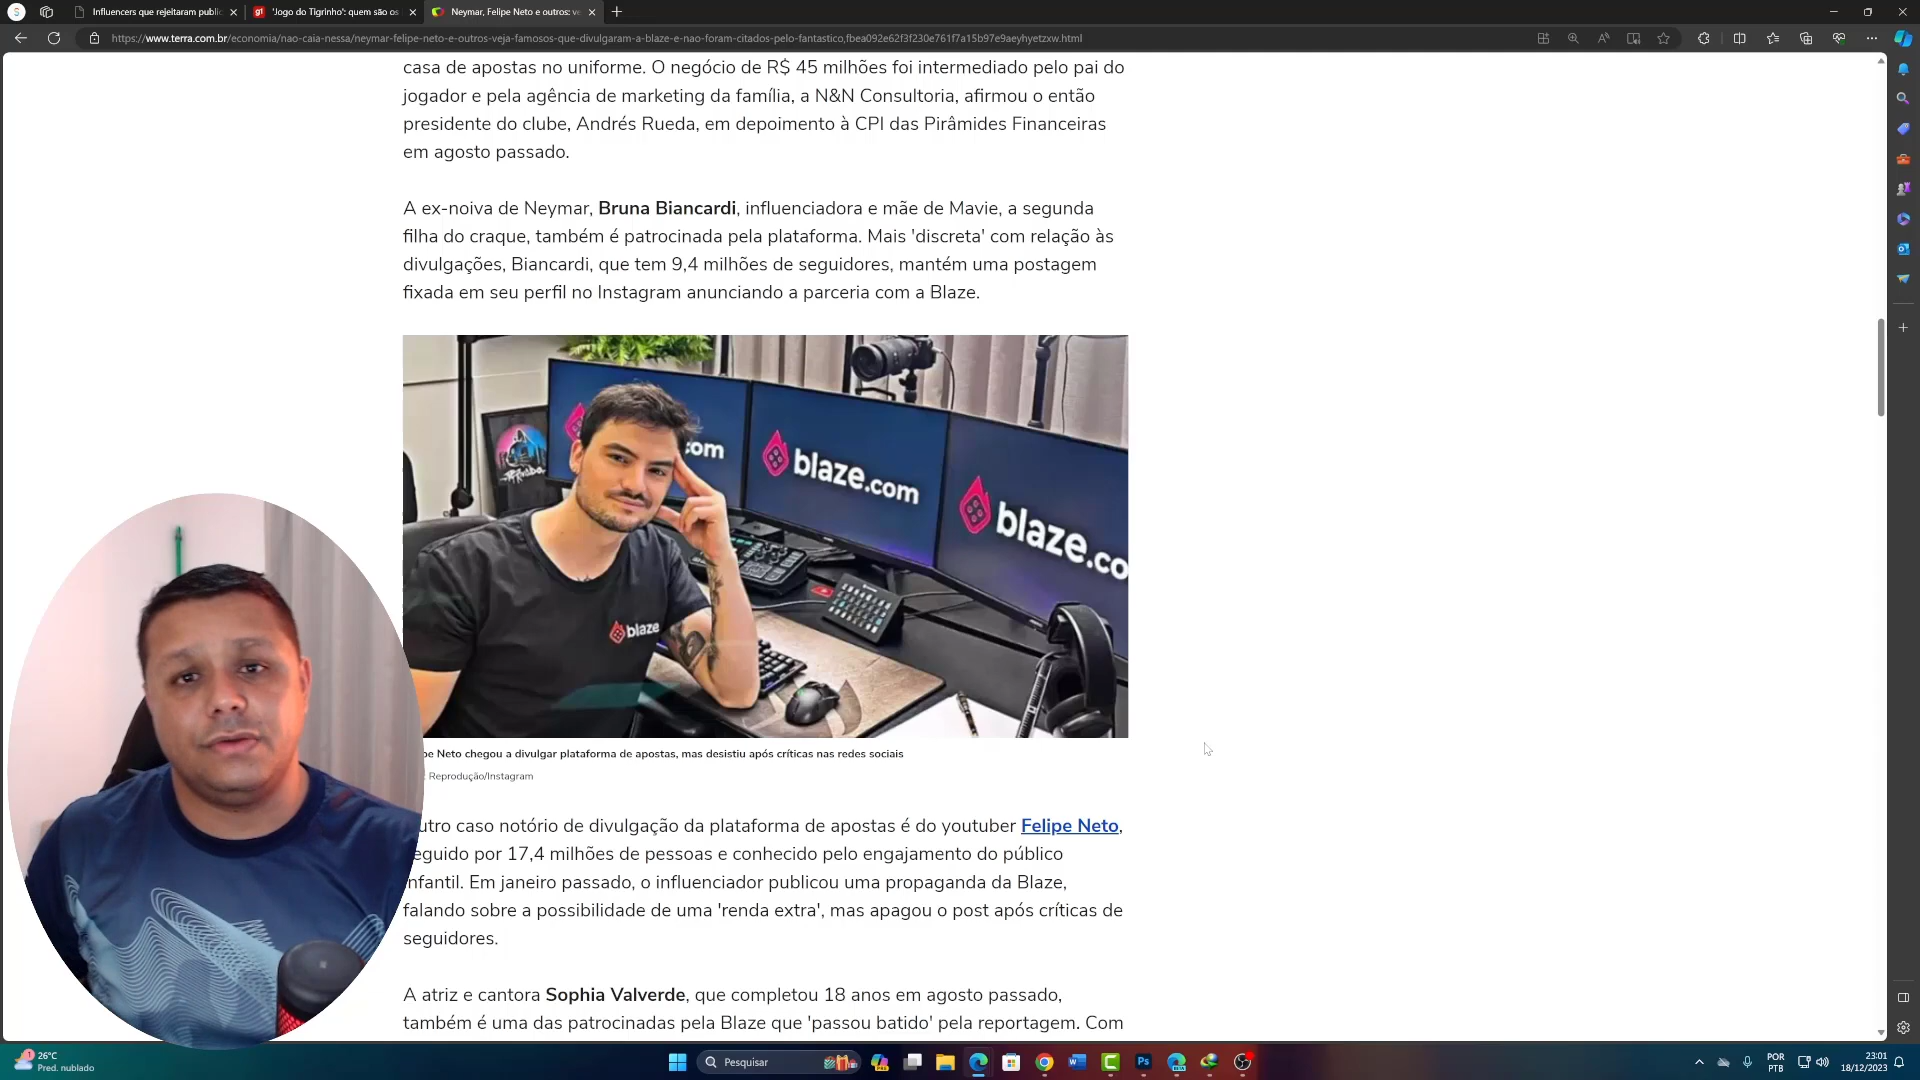 Influencers que rejeitaram public
'Jogo do Tigrinho': quem são os
Neymar, Felipe Neto e outros: ve
https://www.terra.com.br/economia/nao-caia-nessa/neymar-felipe-neto-e-outros-veja-famosos-que-divulgaram-a-blaze-e-nao-foram-citados-pelo-fantastico,fbea092e62f3f230e761f7a15b97e9aeyhyetzxw.html
casa de apostas no uniforme. O negócio de R$ 45 milhões foi intermediado pelo pai do
jogador e pela agência de marketing da família, a N&N Consultoria, afirmou o então
presidente do clube, Andrés Rueda, em depoimento à CPI das Pirâmides Financeiras
em agosto passado.
A ex-noiva de Neymar, Bruna Biancardi, influenciadora e mãe de Mavie, a segunda
filha do craque, também é patrocinada pela plataforma. Mais 'discreta' com relação às
divulgações, Biancardi, que tem 9,4 milhões de seguidores, mantém uma postagem
fixada em seu perfil no Instagram anunciando a parceria com a Blaze.
.com
blaze.com
blaze.co
blaze
pe Neto chegou a divulgar plataforma de apostas, mas desistiu após críticas nas redes sociais
: Reprodução/Instagram
utro caso notório de divulgação da plataforma de apostas é do youtuber Felipe Neto,
eguido por 17,4 milhões de pessoas e conhecido pelo engajamento do público
infantil. Em janeiro passado, o influenciador publicou uma propaganda da Blaze,
falando sobre a possibilidade de uma 'renda extra', mas apagou o post após críticas de
seguidores.
A atriz e cantora Sophia Valverde, que completou 18 anos em agosto passado,
também é uma das patrocinadas pela Blaze que 'passou batido' pela reportagem. Com
26°C
Pred. nublado
Pesquisar
POR
PTB
23:01
18/12/2023